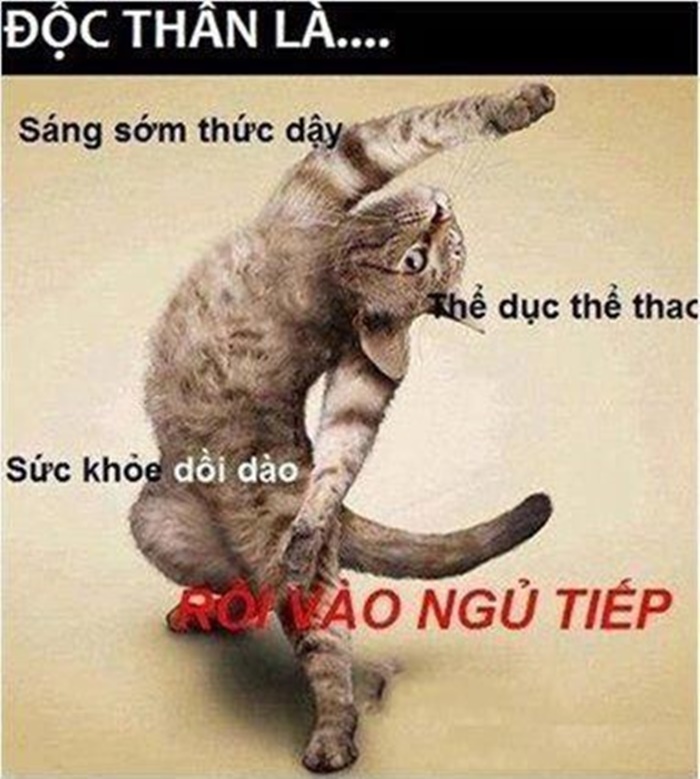 ĐỘC THÂN LÀ....
Sáng sớm thức dậy
Thể dục thể thao
Sức khỏe dồi dào
RỒI VÀO NGỦ TIẾP